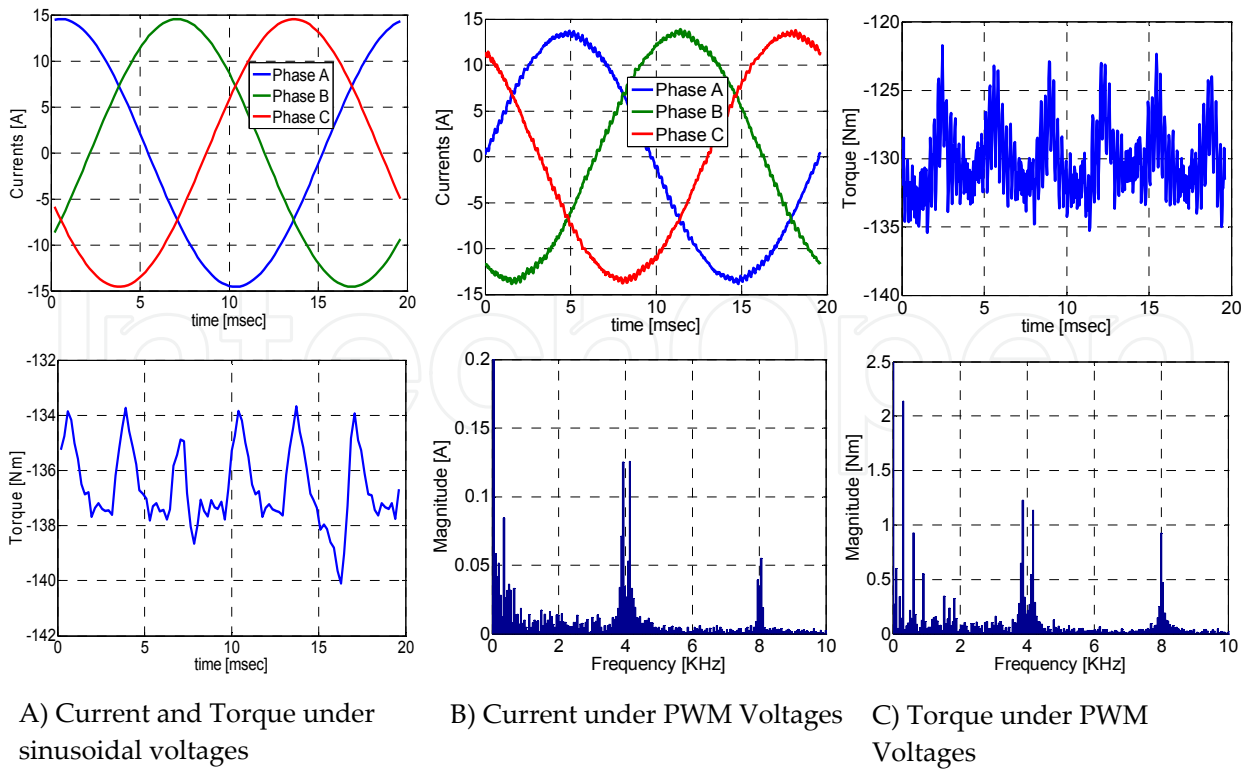 15
10
5
0
-5
-10
-15
Currents [A]
Phase A
Phase B
Phase C
5
10
15
20
time [msec]
15
10
5
0
-5
-10
-15
Currents [A]
Phase A
Phase B
Phase C
0
5
10
15
20
time [msec]
-120
-125
-130
-135
-140
Torque [Nm]
0
5
10
15
20
time [msec]
-132
-134
-136
-138
-140
-142
Torque [Nm]
0
5
10
15
20
time [msec]
0.2
0.15
0.1
0.05
0
Magnitude [A]
0
2
4
6
8
10
Frequency [KHz]
2.5
2
1.5
1
0.5
0
Magnitude [Nm]
0
2
4
6
8
10
Frequency [KHz]
IntechOpen
A) Current and Torque under
sinusoidal voltages
B) Current under PWM Voltages
C) Torque under PWM
Voltages